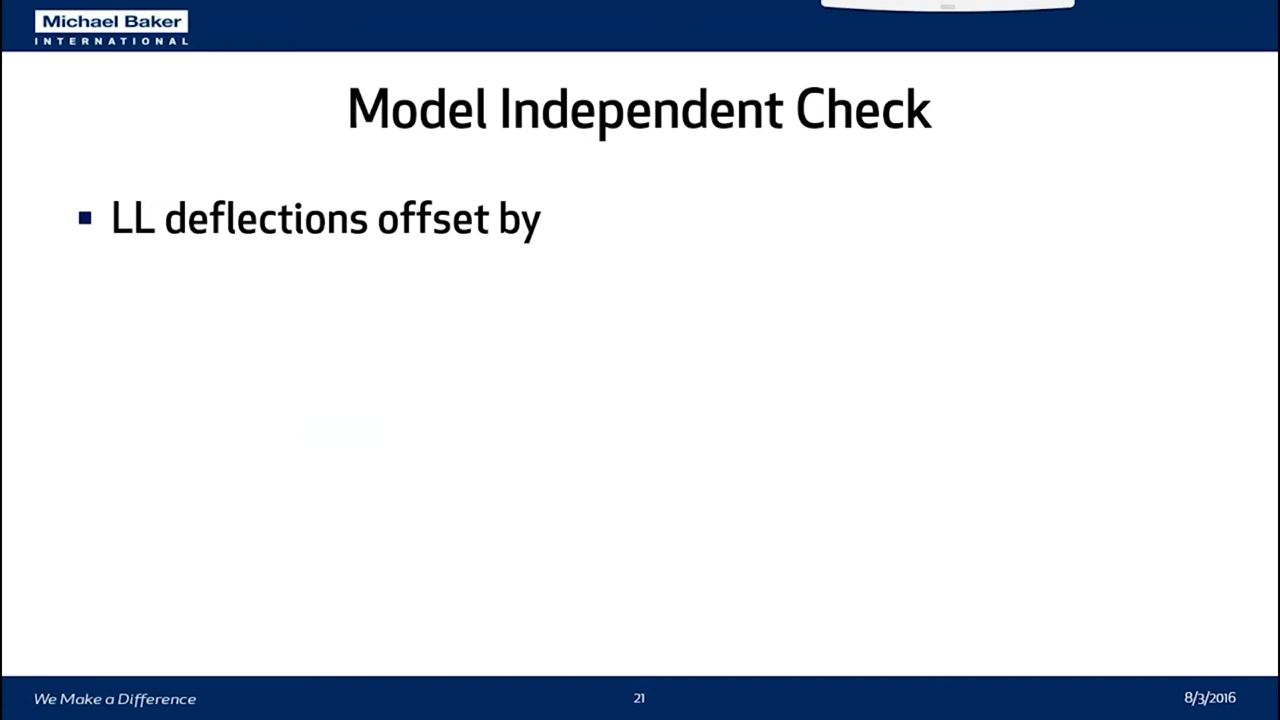 Michael Baker
INTERNATIONAL
Model Independent Check
▪ LL deflections offset by
We Make a Difference
21
8/3/2016